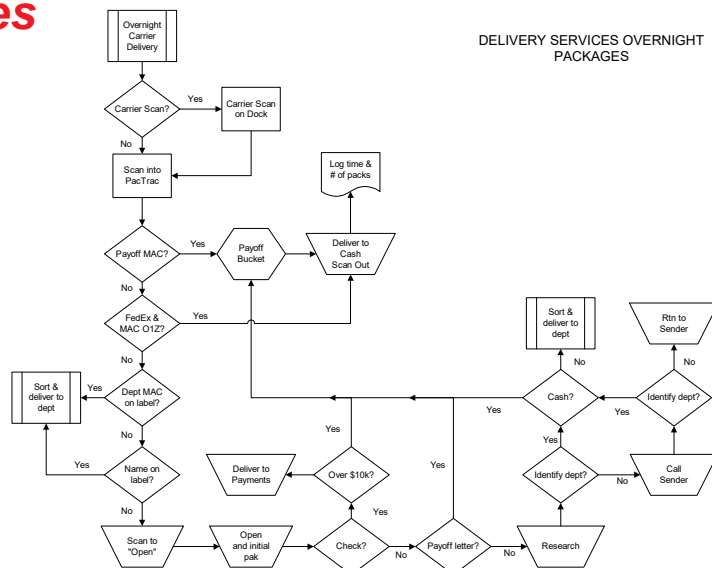 es
DELIVERY SERVICES OVERNIGHT
PACKAGES
Overnight
Carrier
Delivery
Carrier Scan?
Yes
Carrier Scan
on Dock
No
Scan into
PacTrac
Log time &
# of packs
Payoff MAC?
Yes
Payoff
Bucket
Deliver to
Cash
Scan Out
No
FedEx &
MAC O1Z?
Yes
No
Sort &
deliver to
dept
Yes
Dept MAC
on label?
No
Yes
Name on
label?
No
Scan to
"Open"
Open
and initial
pak
Check?
Yes
Over $10k?
Deliver to
Payments
Yes
No
Payoff letter?
Yes
No
Research
Identify dept?
Yes
No
Call
Sender
Cash?
Yes
No
Sort &
deliver to
dept
Identify dept?
Yes
No
Rtn to
Sender